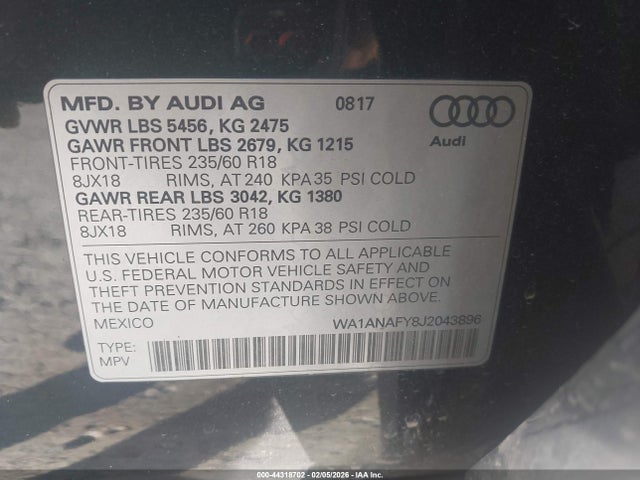 MFD. BY AUDI AG 0817
GVWR LBS 5456, KG 2475
GAWR FRONT LBS 2679, KG 1215
FRONT-TIRES 235/60 R18
8JX18 RIMS, AT 240 KPA 35 PSI COLD
GAWR REAR LBS 3042, KG 1380
REAR-TIRES 235/60 R18
8JX18 RIMS, AT 260 KPA 38 PSI COLD
Audi
THIS VEHICLE CONFORMS TO ALL APPLICABLE
U.S. FEDERAL MOTOR VEHICLE SAFETY AND
THEFT PREVENTION STANDARDS IN EFFECT ON
THE DATE OF MANUFACTURE SHOWN ABOVE.
MEXICO WA1ANAFY8J2043896
TYPE:
MPV
000-44318702 - 02/05/2026 - IAA Inc.